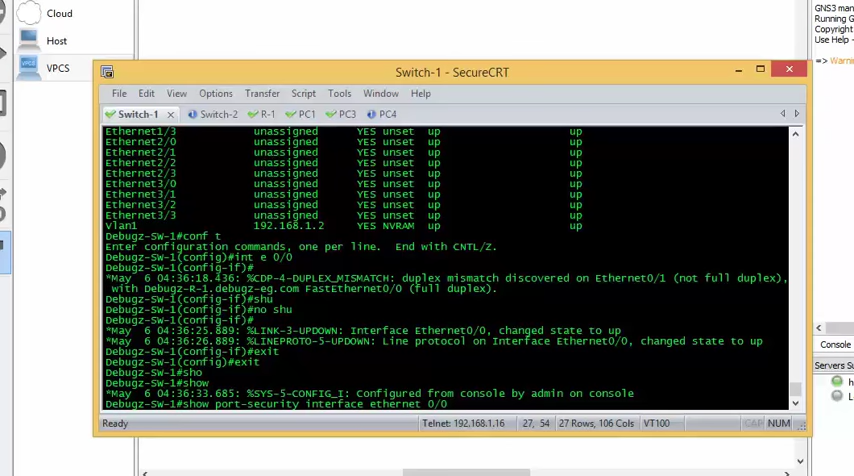 Cloud
Host
VPCS
VPCS
GNS3 man
Running G
Use Help -
=> Warnin
Switch-1 - SecureCRT
File Edit View Options Transfer Script Tools Window Help
Switch-1 Switch-2 R-1 PC1 PC3 PC4
Ethernet1/3 unassigned YES unset up up
Ethernet2/0 unassigned YES unset up up
Ethernet2/1 unassigned YES unset up up
Ethernet2/2 unassigned YES unset up up
Ethernet2/3 unassigned YES unset up up
Ethernet3/0 unassigned YES unset up up
Ethernet3/1 unassigned YES unset up up
Ethernet3/2 unassigned YES unset up up
Ethernet3/3 unassigned YES unset up up
Vlan1 192.168.1.2 YES NVRAM up up
Debugz-SW-1#conf t
Enter configuration commands, one per line. End with CNTL/Z.
Debugz-SW-1(config)#int e 0/0
Debugz-SW-1(config-if)#
*May 6 04:36:18.436: %CDP-4-DUPLEX_MISMATCH: duplex mismatch discovered on Ethernet0/1 (not full duplex),
with Debugz-R-1.debugz-eg.com FastEthernet0/0 (full duplex).
Debugz-SW-1(config-if)#shu
Debugz-SW-1(config-if)#no shu
Debugz-SW-1(config-if)#
*May 6 04:36:25.889: %LINK-3-UPDOWN: Interface Ethernet0/0, changed state to up
*May 6 04:36:26.889: %LINEPROTO-5-UPDOWN: Line protocol on Interface Ethernet0/0, changed state to up
Debugz-SW-1(config-if)#exit
Debugz-SW-1(config)#exit
Debugz-SW-1#sho
Debugz-SW-1#show
*May 6 04:36:33.685: %SYS-5-CONFIG_I: Configured from console by admin on console
Debugz-SW-1#show port-security interface ethernet 0/0
Ready Telnet: 192.168.1.16 27, 54 27 Rows, 106 Cols VT100 CAP NUM
Console
Servers Su
h
L